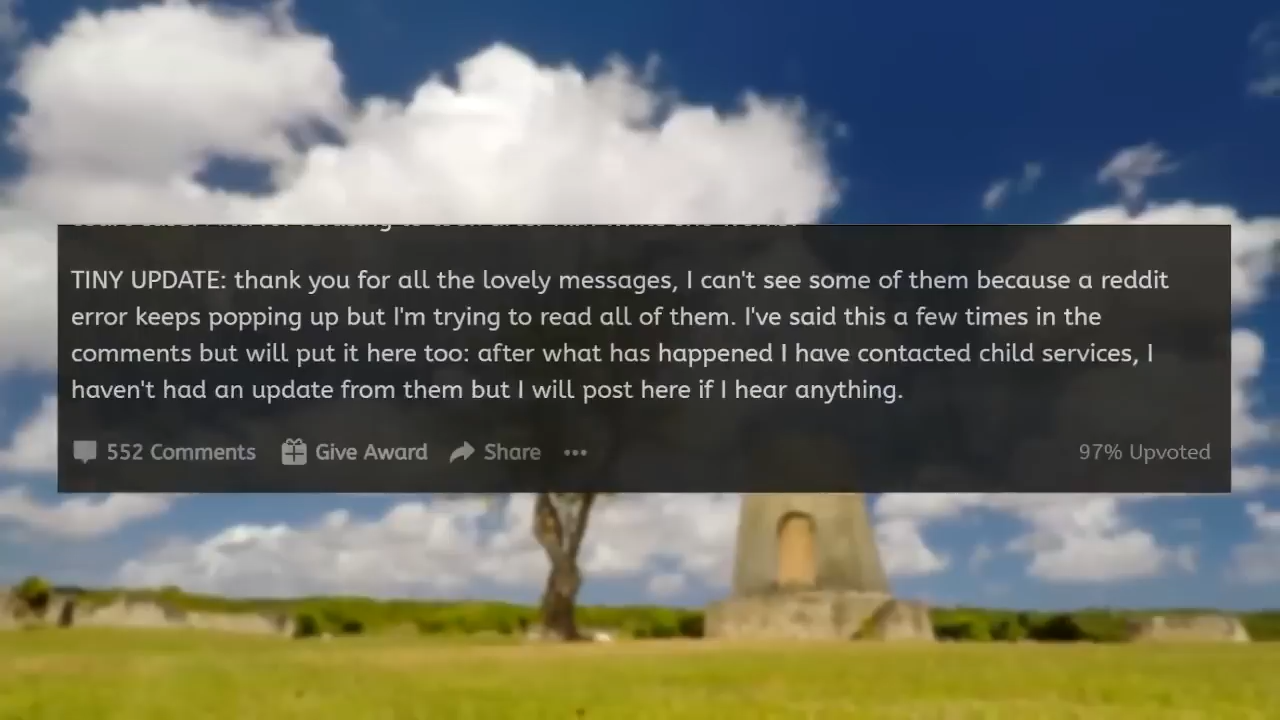 TINY UPDATE: thank you for all the lovely messages, I can't see some of them because a reddit
error keeps popping up but I'm trying to read all of them. I've said this a few times in the
comments but will put it here too: after what has happened I have contacted child services, I
haven't had an update from them but I will post here if I hear anything.
552 Comments Give Award Share ••• 97% Upvoted